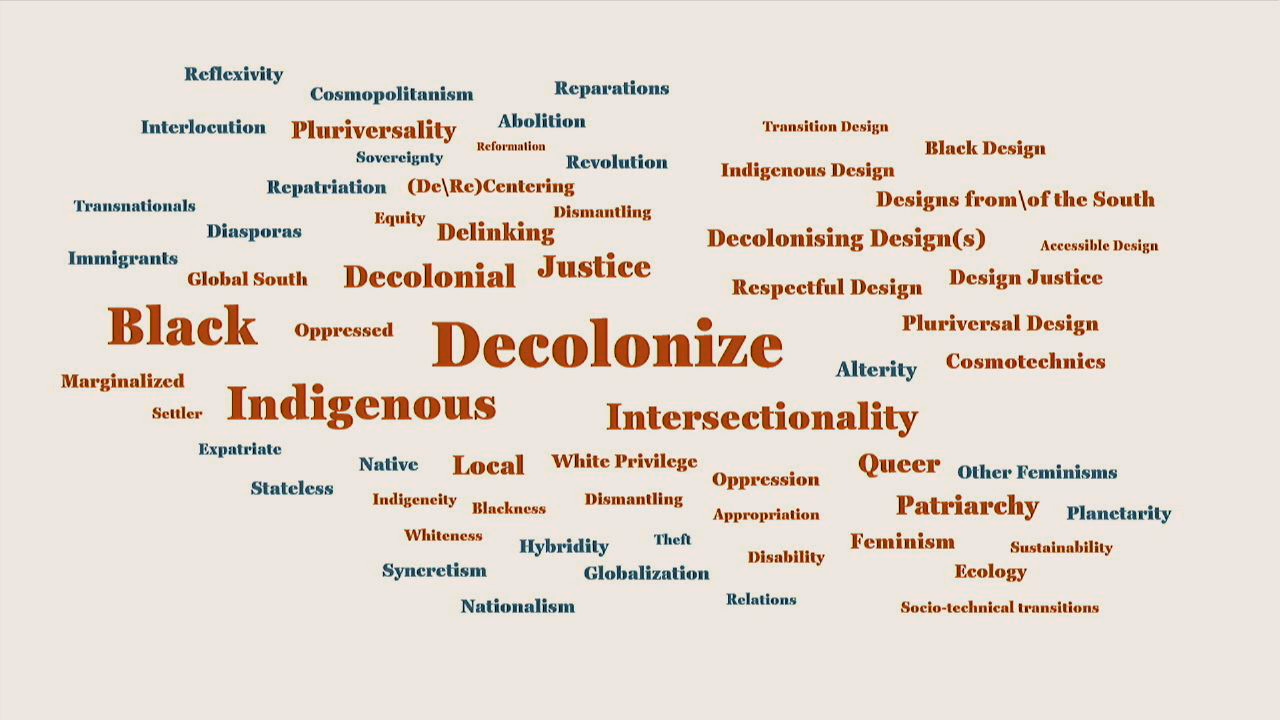 Reflexivity
Cosmopolitanism
Reparations
Interlocution
Pluriversality
Abolition
Transition Design
Reformation
Black Design
Sovereignty
Revolution
Indigenous Design
Repatriation
(De\Re)Centering
Designs from\of the South
Transnationals
Equity
Dismantling
Diasporas
Delinking
Decolonising Design(s)
Accessible Design
Immigrants
Global South
Decolonial
Justice
Respectful Design
Design Justice
Black
Oppressed
Decolonize
Pluriversal Design
Alterity
Cosmotechnics
Marginalized
Settler
Indigenous
Intersectionality
Expatriate
Native
Local
White Privilege
Queer
Other Feminisms
Stateless
Oppression
Indigeneity
Blackness
Dismantling
Appropriation
Patriarchy
Planetarity
Whiteness
Hybridity
Theft
Disability
Feminism
Sustainability
Syncretism
Globalization
Ecology
Nationalism
Relations
Socio-technical transitions